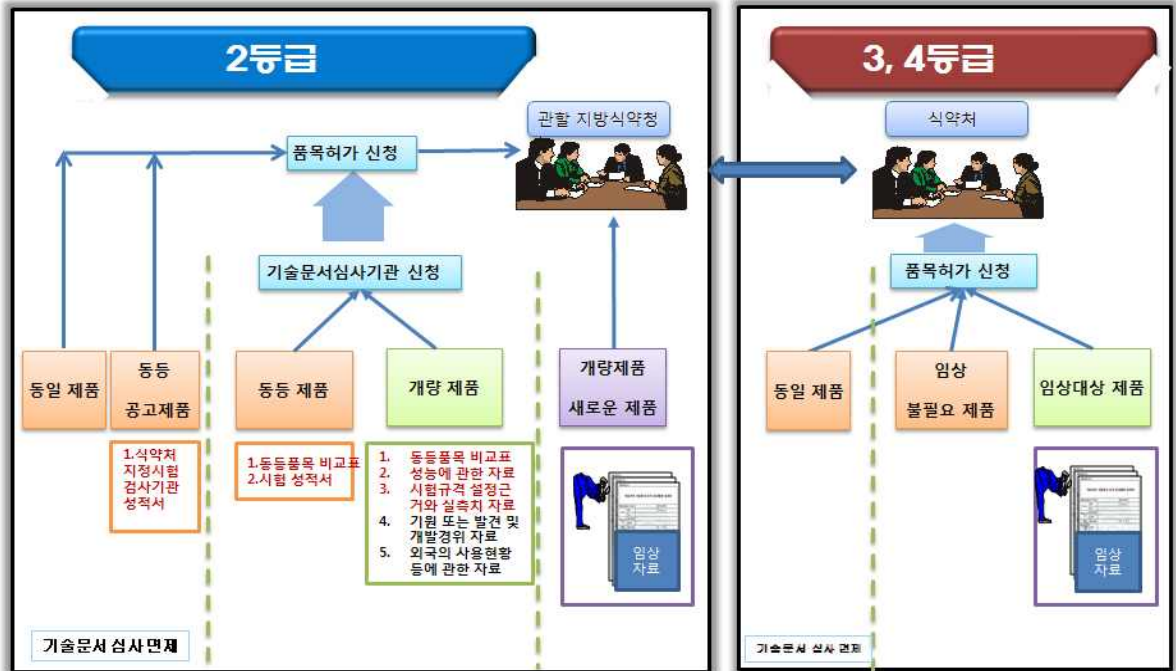 2등급
관할 지방식약청
품목허가 신청
기술문서심사기관 신청
동일 제품
동등
공고제품
동등 제품
개량 제품
개량제품
새로운 제품
1.식약처
지정시험
검사기관
성적서
1.동등품목 비교표
2.시험 성적서
1. 동등품목 비교표
2. 성능에 관한 자료
3. 시험규격 설정근
거와 실측치 자료
4. 기원 또는 발견 및
개발경위 자료
5. 외국의 사용현황
등에 관한 자료
임상
자료
기술문서 심사 면제
3, 4등급
식약처
품목허가 신청
동일 제품
임상
불필요 제품
임상대상 제품
임상
자료
기술문서 심사 면제